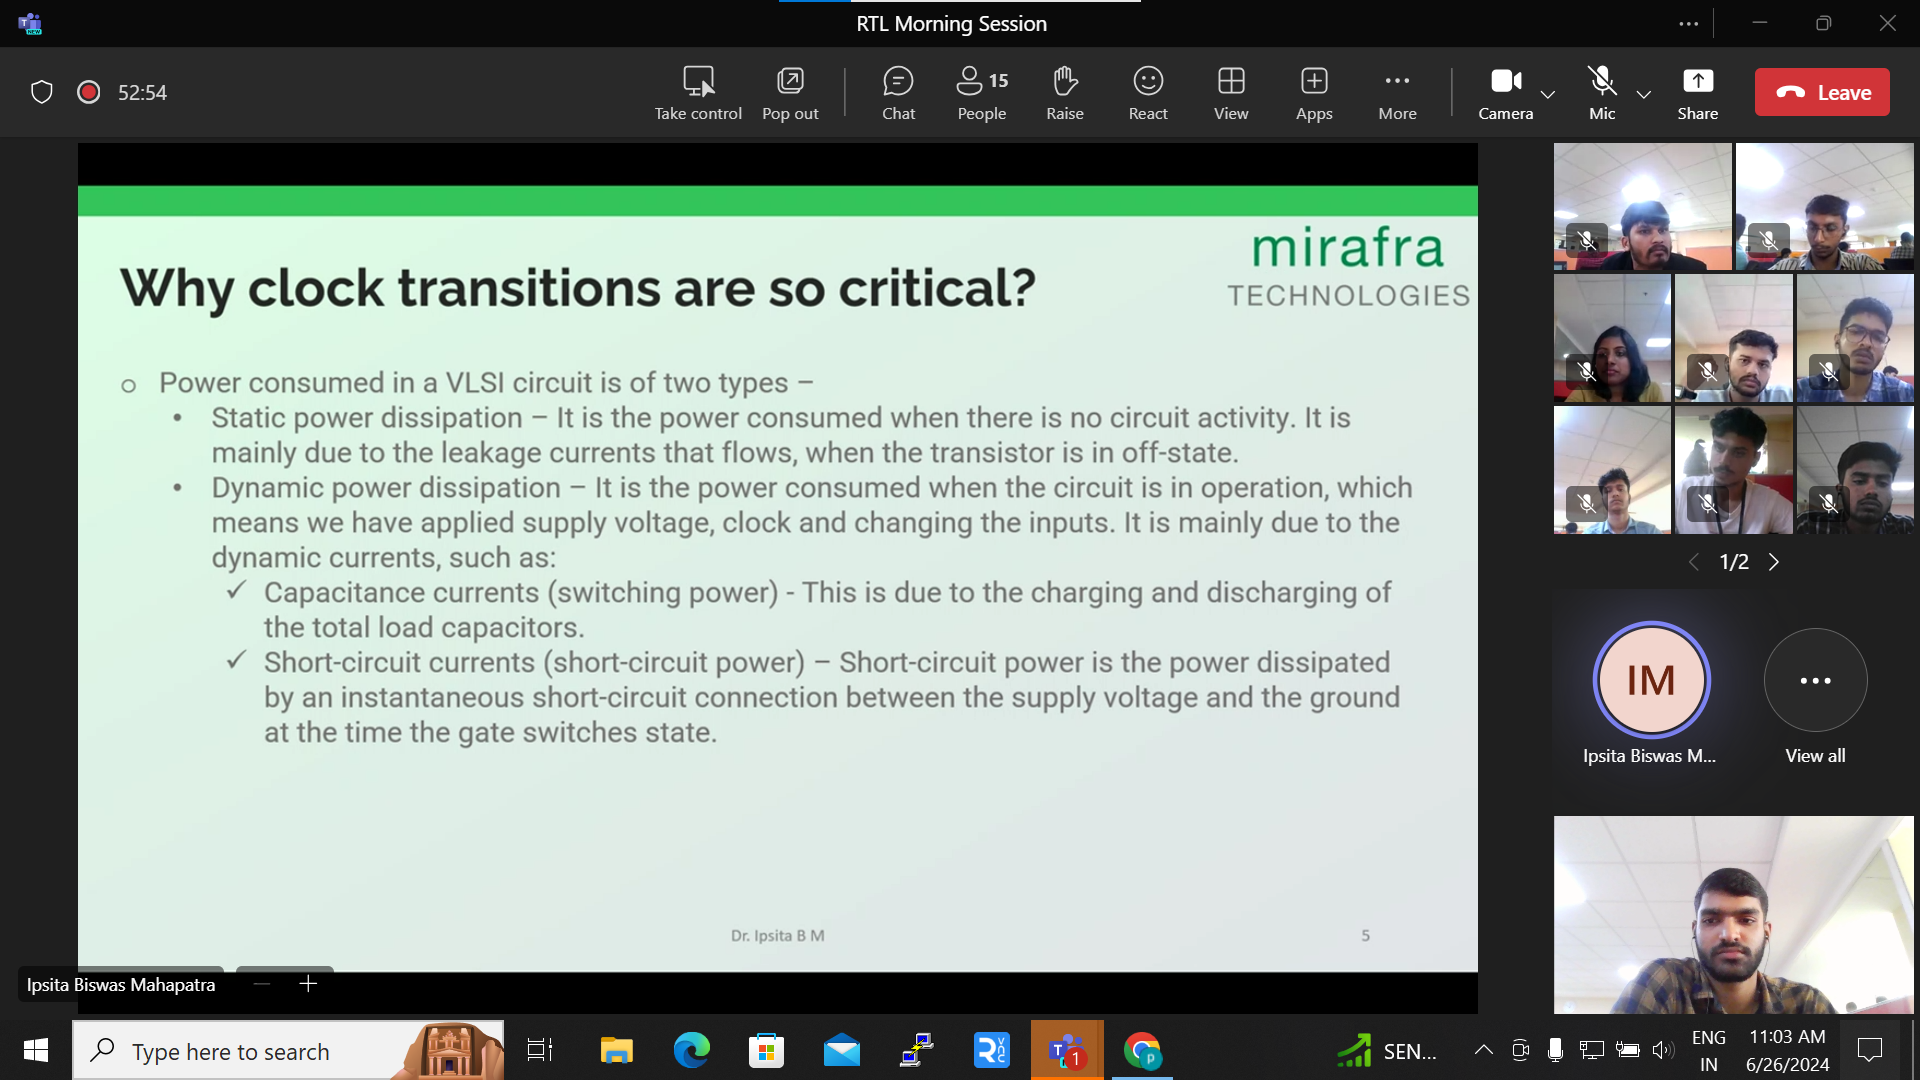 RTL Morning Session
52:54
Take control
Pop out
Chat
15
People
Raise
React
View
Apps
More
Camera
Mic
Share
Leave
mirafra
TECHNOLOGIES
Why clock transitions are so critical?
Power consumed in a VLSI circuit is of two types –
Static power dissipation – It is the power consumed when there is no circuit activity. It is
mainly due to the leakage currents that flows, when the transistor is in off-state.
Dynamic power dissipation – It is the power consumed when the circuit is in operation, which
means we have applied supply voltage, clock and changing the inputs. It is mainly due to the
dynamic currents, such as:
Capacitance currents (switching power) - This is due to the charging and discharging of
the total load capacitors.
Short-circuit currents (short-circuit power) – Short-circuit power is the power dissipated
by an instantaneous short-circuit connection between the supply voltage and the ground
at the time the gate switches state.
Dr. Ipsita B M
5
Ipsita Biswas Mahapatra
1/2
IM
Ipsita Biswas M...
View all
Type here to search
1
SEN...
ENG
IN
11:03 AM
6/26/2024